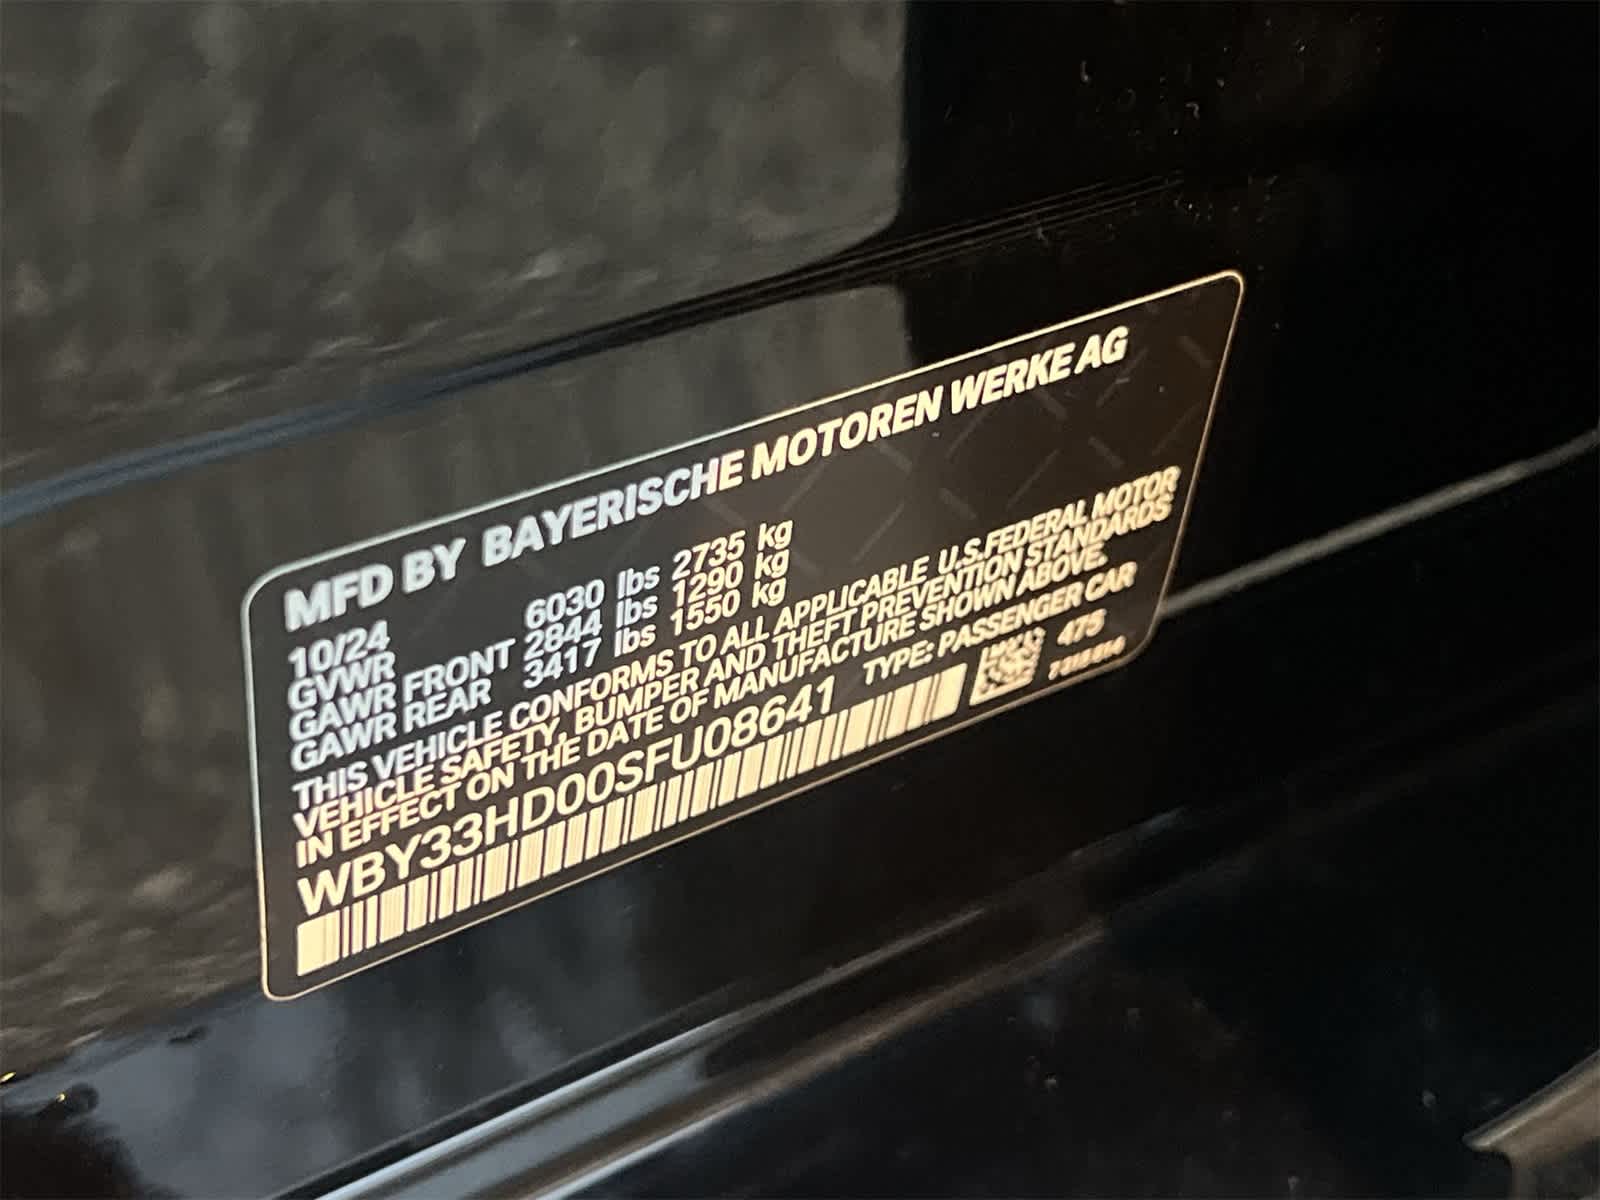 MFD BY BAYERISCHE MOTOREN WERKE AG
10/24
GVWR 6030 lbs 2735 kg
GAWR FRONT 2844 lbs 1290 kg
GAWR REAR 3417 lbs 1550 kg
THIS VEHICLE CONFORMS TO ALL APPLICABLE U.S.FEDERAL MOTOR
VEHICLE SAFETY, BUMPER AND THEFT PREVENTION STANDARDS
IN EFFECT ON THE DATE OF MANUFACTURE SHOWN ABOVE.
WBY33HD00SFU08641 TYPE: PASSENGER CAR
475